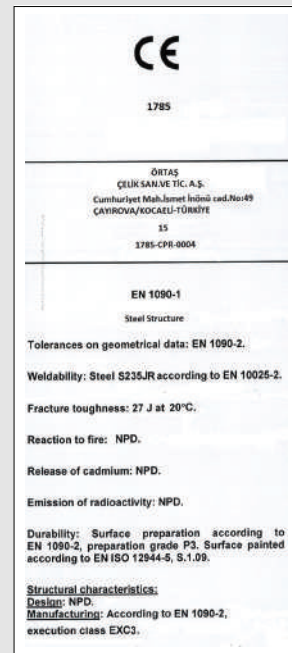 CE
1785
ÖRTAŞ
ÇELİK SAN.VE TİC. A.Ş.
Cumhuriyet Mah.İsmet İnönü cad.No:49
ÇAYIROVA/KOCAELİ-TÜRKİYE
15
1785-CPR-0004
EN 1090-1
Steel Structure
Tolerances on geometrical data: EN 1090-2.
Weldability: Steel S235JR according to EN 10025-2.
Fracture toughness: 27 J at 20°C.
Reaction to fire: NPD.
Release of cadmium: NPD.
Emission of radioactivity: NPD.
Durability: Surface preparation according to
EN 1090-2, preparation grade P3. Surface painted
according to EN ISO 12944-5, S.1.09.
Structural characteristics:
Design: NPD.
Manufacturing: According to EN 1090-2,
execution class EXC3.